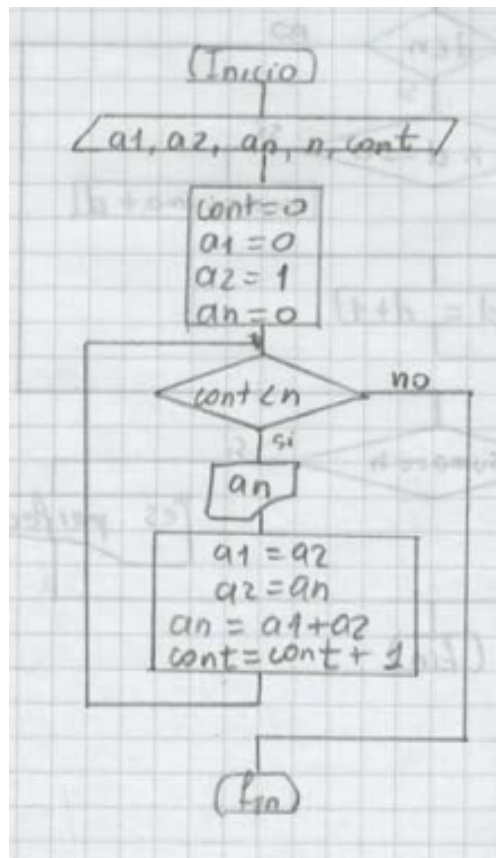 Inicio
a1, a2, an, n, cont
cont=0
a1=0
a2=1
an=0
cont<n
no
si
an
a1=a2
a2=an
an=a1+a2
cont=cont+1
Fin